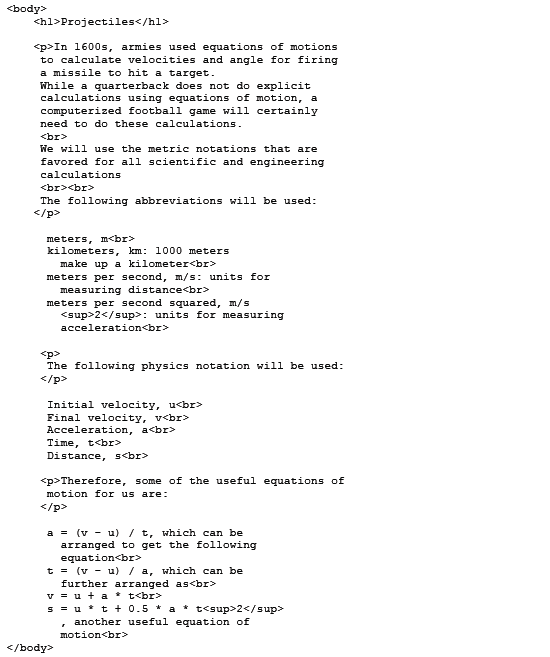 <body>
<h1>Projectiles</h1>
<p>In 1600s, armies used equations of motions
to calculate velocities and angle for firing
a missile to hit a target.
While a quarterback does not do explicit
calculations using equations of motion, a
computerized football game will certainly
need to do these calculations.
<br>
We will use the metric notations that are
favored for all scientific and engineering
calculations
<br><br>
The following abbreviations will be used:
</p>
meters, m<br>
kilometers, km: 1000 meters
make up a kilometer<br>
meters per second, m/s: units for
measuring distance<br>
meters per second squared, m/s
<sup>2</sup>: units for measuring
acceleration<br>
<p>
The following physics notation will be used:
</p>
Initial velocity, u<br>
Final velocity, v<br>
Acceleration, a<br>
Time, t<br>
Distance, s<br>
<p>Therefore, some of the useful equations of
motion for us are:
</p>
a = (v - u) / t, which can be
arranged to get the following
equation<br>
t = (v - u) / a, which can be
further arranged as<br>
v = u + a * t<br>
s = u * t + 0.5 * a * t<sup>2</sup>
, another useful equation of
motion<br>
</body>